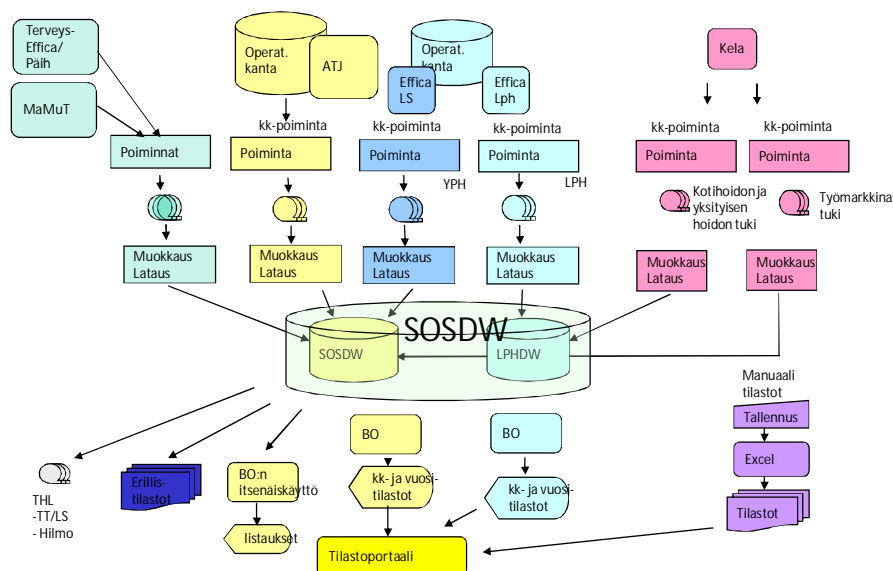 Terveys-
Effica/
Päih
MaMuT
Operat.
kanta
ATJ
Operat.
kanta
Effica
LS
Effica
Lph
Kela
kk-poiminta
kk-poiminta
kk-poiminta
kk-poiminta
kk-poiminta
Poiminnat
Poiminta
Poiminta
Poiminta
Poiminta
Poiminta
YPH
LPH
Kotihoidon ja
yksityisen
hoidon tuki
Työmarkkina
tuki
Muokkaus
Lataus
Muokkaus
Lataus
Muokkaus
Lataus
Muokkaus
Lataus
Muokkaus
Lataus
Muokkaus
Lataus
SOSDW
SOSDW
LPHDW
Manuaali
tilastot
Tallennus
Excel
Tilastot
THL
-TT/LS
- Hilmo
Erillis-
tilastot
BO:n
itsenäiskäyttö
listaukset
BO
kk- ja vuosi-
tilastot
BO
kk- ja vuosi-
tilastot
Tilastoportaali